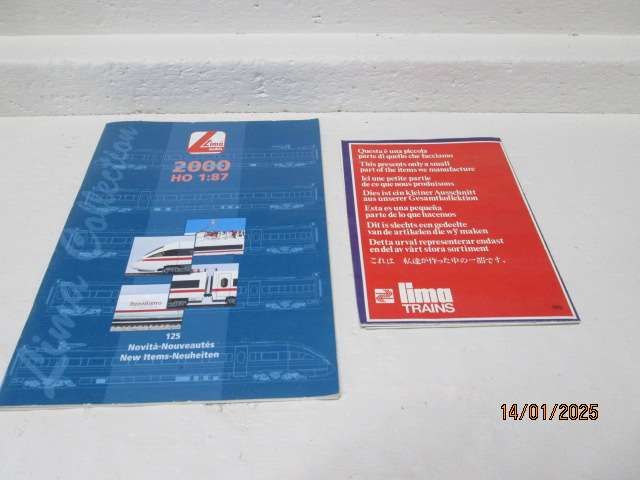 Lima
2000
HO 1:87
Lima Collection
125
Novità-Nouveautés
New Items-Neuheiten
Questa è una piccola
parte di quello che facciamo
This presents only a small
part of the items we manufacture
Ici une petite partie
de ce que nous produisons
Dies ist ein kleiner Ausschnitt
aus unserer Gesamtkollektion
Esta es una pequeña
parte de lo que hacemos
Dit is slechts een gedeelte
van de artikelen die wÿ maken
Detta urval representerar endast
en del av vårt stora sortiment
これは 私達が作った中の一部です。
lima
TRAINS
14/01/2025